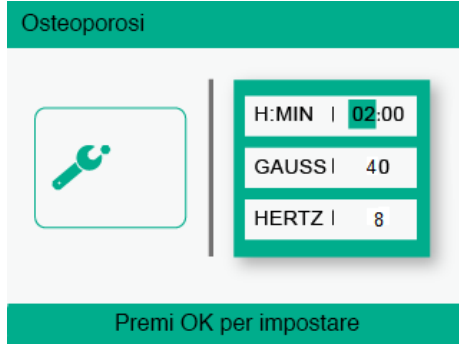 Osteoporosi
H:MIN | 02:00
GAUSS | 40
HERTZ | 8
Premi OK per impostare